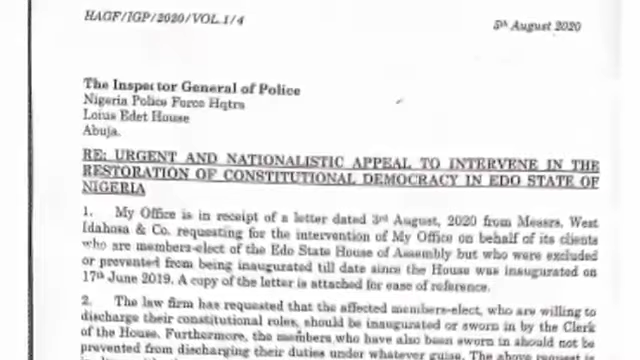 HAGF/IGP/2020/VOL.1/4
5th August 2020
The Inspector General of Police
Nigeria Police Force Hqtrs
Loius Edet House
Abuja.
RE: URGENT AND NATIONALISTIC APPEAL TO INTERVENE IN THE
RESTORATION OF CONSTITUTIONAL DEMOCRACY IN EDO STATE OF
NIGERIA
1. My Office is in receipt of a letter dated 3rd August, 2020 from Messrs, West
Idahosa & Co. requesting for the intervention of My Office on behalf of its clients
who are members-elect of the Edo State House of Assembly but who were excluded
or prevented from being inaugurated till date since the House was inaugurated on
17th June 2019. A copy of the letter is attached for ease of reference.
2. The law firm has requested that the affected members-elect, who are willing to
discharge their constitutional roles, should be inaugurated or sworn in by the Clerk
of the House. Furthermore, the members who have also been sworn in should not be
prevented from discharging their duties under whatever guise. The above request is